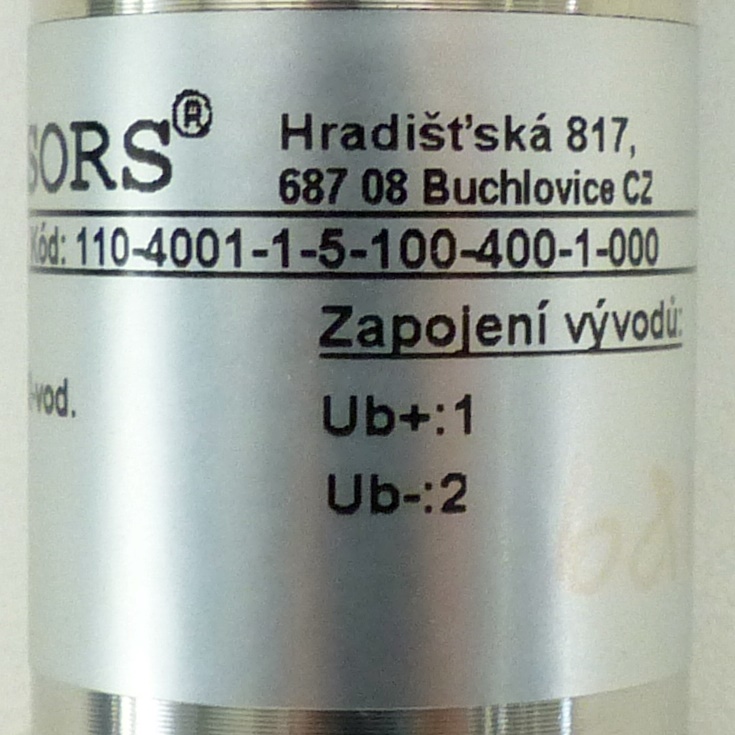 SORS®
Hradišťská 817,
687 08 Buchlovice CZ
Kód: 110-4001-1-5-100-400-1-000
Zapojení vývodů:
-vod.
Ub+:1
Ub-:2